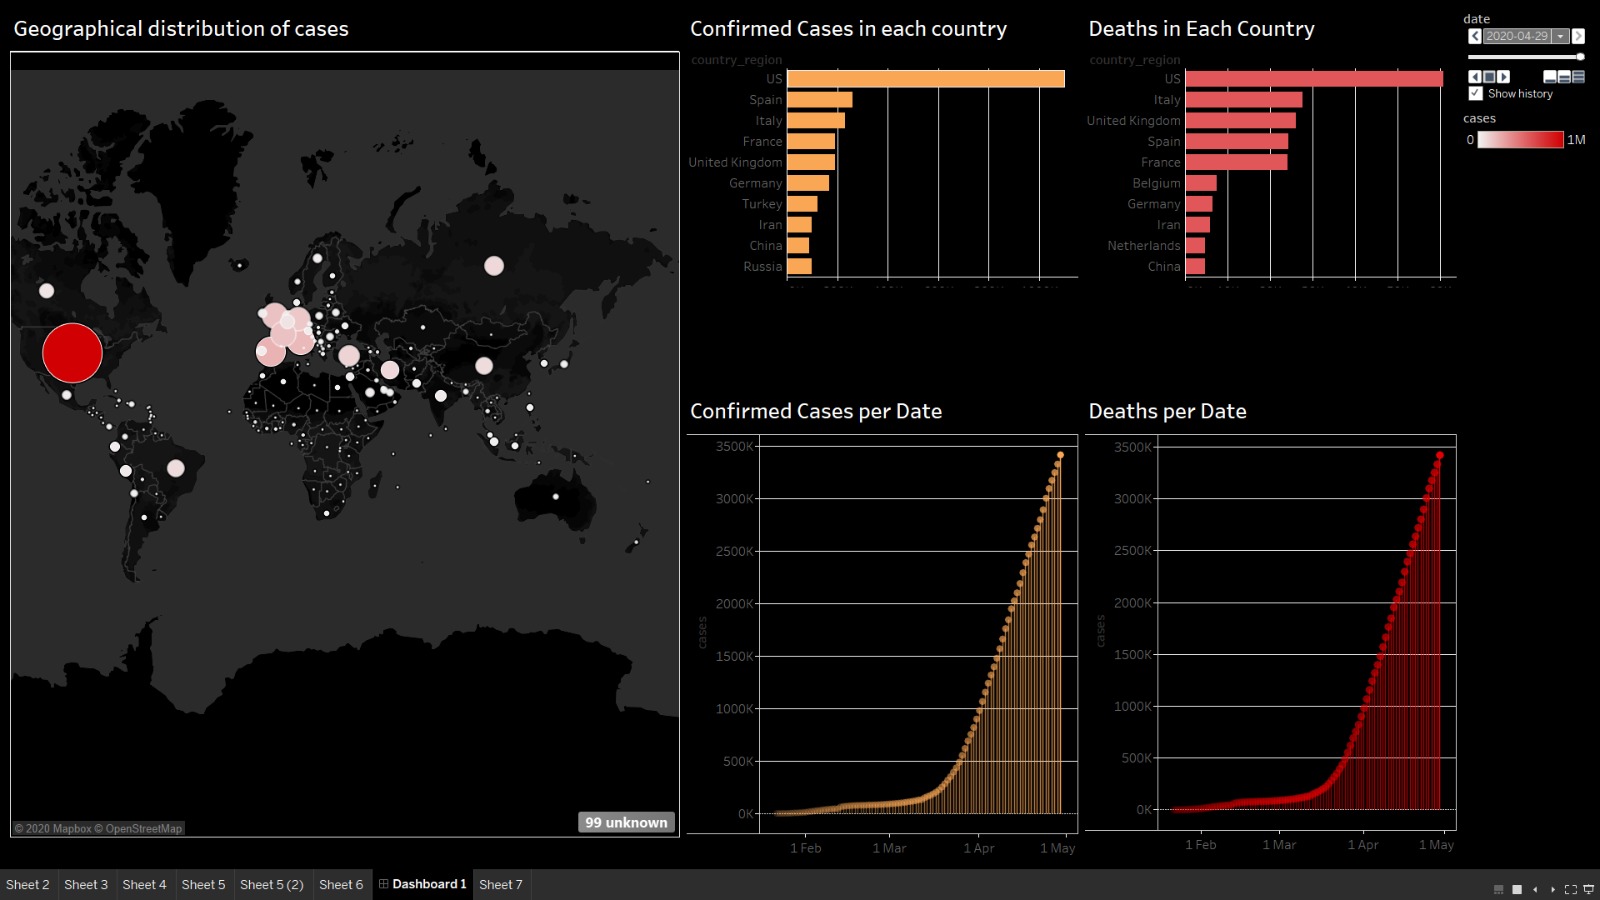 Geographical distribution of cases
© 2020 Mapbox © OpenStreetMap
99 unknown
Confirmed Cases in each country
country_region
US
Spain
Italy
France
United Kingdom
Germany
Turkey
Iran
China
Russia
Deaths in Each Country
country_region
US
Italy
United Kingdom
Spain
France
Belgium
Germany
Iran
Netherlands
China
date
2020-04-29
Show history
cases
0 1M
Confirmed Cases per Date
3500K
3000K
2500K
2000K
1500K
1000K
500K
0K
cases
1 Feb 1 Mar 1 Apr 1 May
Deaths per Date
3500K
3000K
2500K
2000K
1500K
1000K
500K
0K
cases
1 Feb 1 Mar 1 Apr 1 May
Sheet 2 Sheet 3 Sheet 4 Sheet 5 Sheet 5 (2) Sheet 6 Dashboard 1 Sheet 7